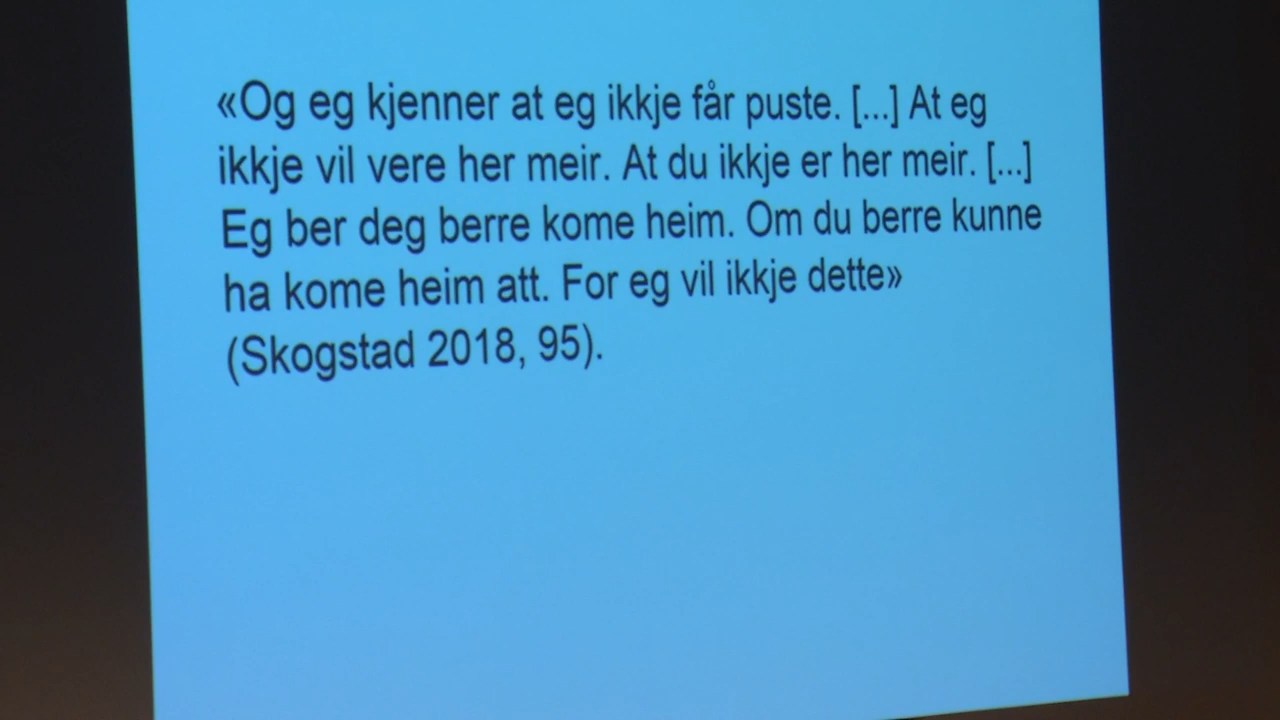 «Og eg kjenner at eg ikkje får puste. [...] At eg
ikkje vil vere her meir. At du ikkje er her meir. [...]
Eg ber deg berre kome heim. Om du berre kunne
ha kome heim att. For eg vil ikkje dette»
(Skogstad 2018, 95).